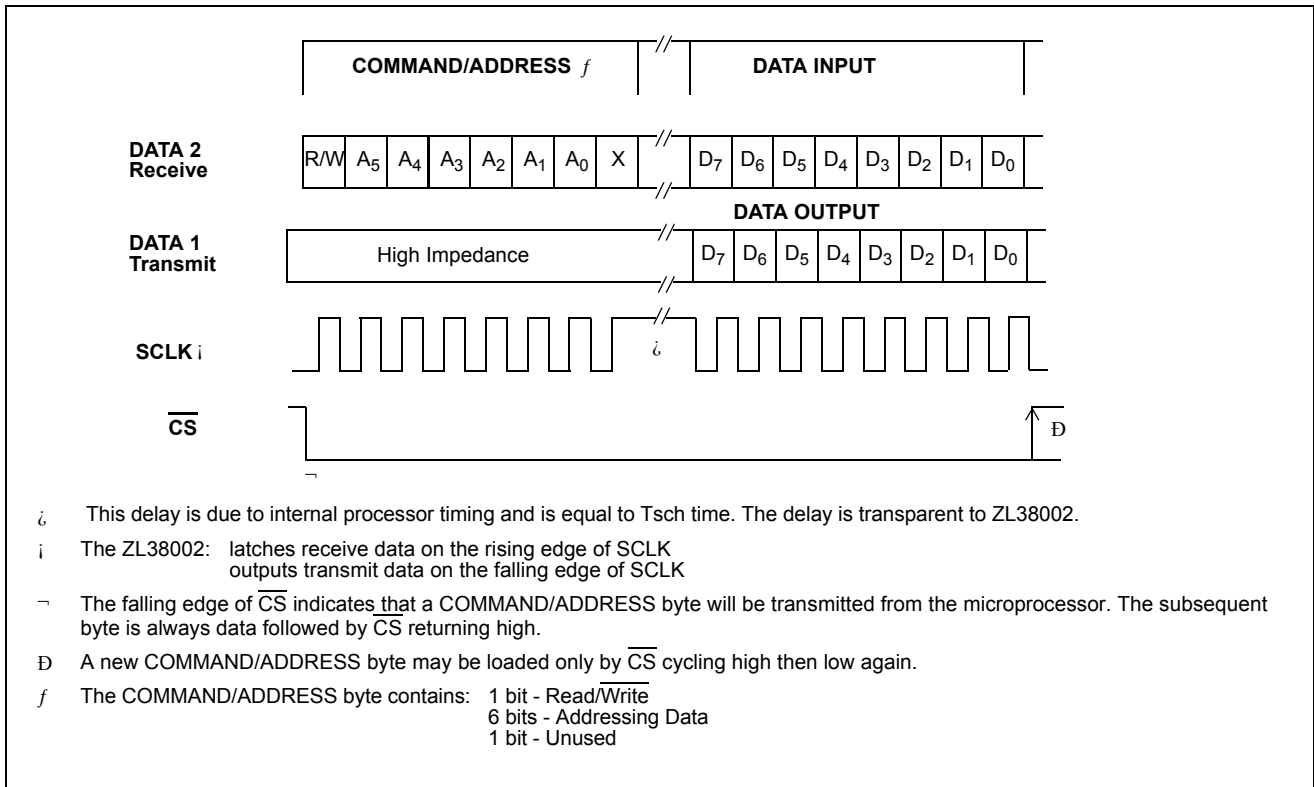 COMMAND/ADDRESS ƒ
DATA INPUT
DATA 2
Receive
R/W A5 A4 A3 A2 A1 A0 X D7 D6 D5 D4 D3 D2 D1 D0
DATA OUTPUT
DATA 1
Transmit
High Impedance D7 D6 D5 D4 D3 D2 D1 D0
SCLK ¡
¿
CS
Ð
¬
¿ This delay is due to internal processor timing and is equal to Tsch time. The delay is transparent to ZL38002.
¡ The ZL38002: latches receive data on the rising edge of SCLK
outputs transmit data on the falling edge of SCLK
¬ The falling edge of CS indicates that a COMMAND/ADDRESS byte will be transmitted from the microprocessor. The subsequent
byte is always data followed by CS returning high.
Ð A new COMMAND/ADDRESS byte may be loaded only by CS cycling high then low again.
ƒ The COMMAND/ADDRESS byte contains: 1 bit - Read/Write
6 bits - Addressing Data
1 bit - Unused